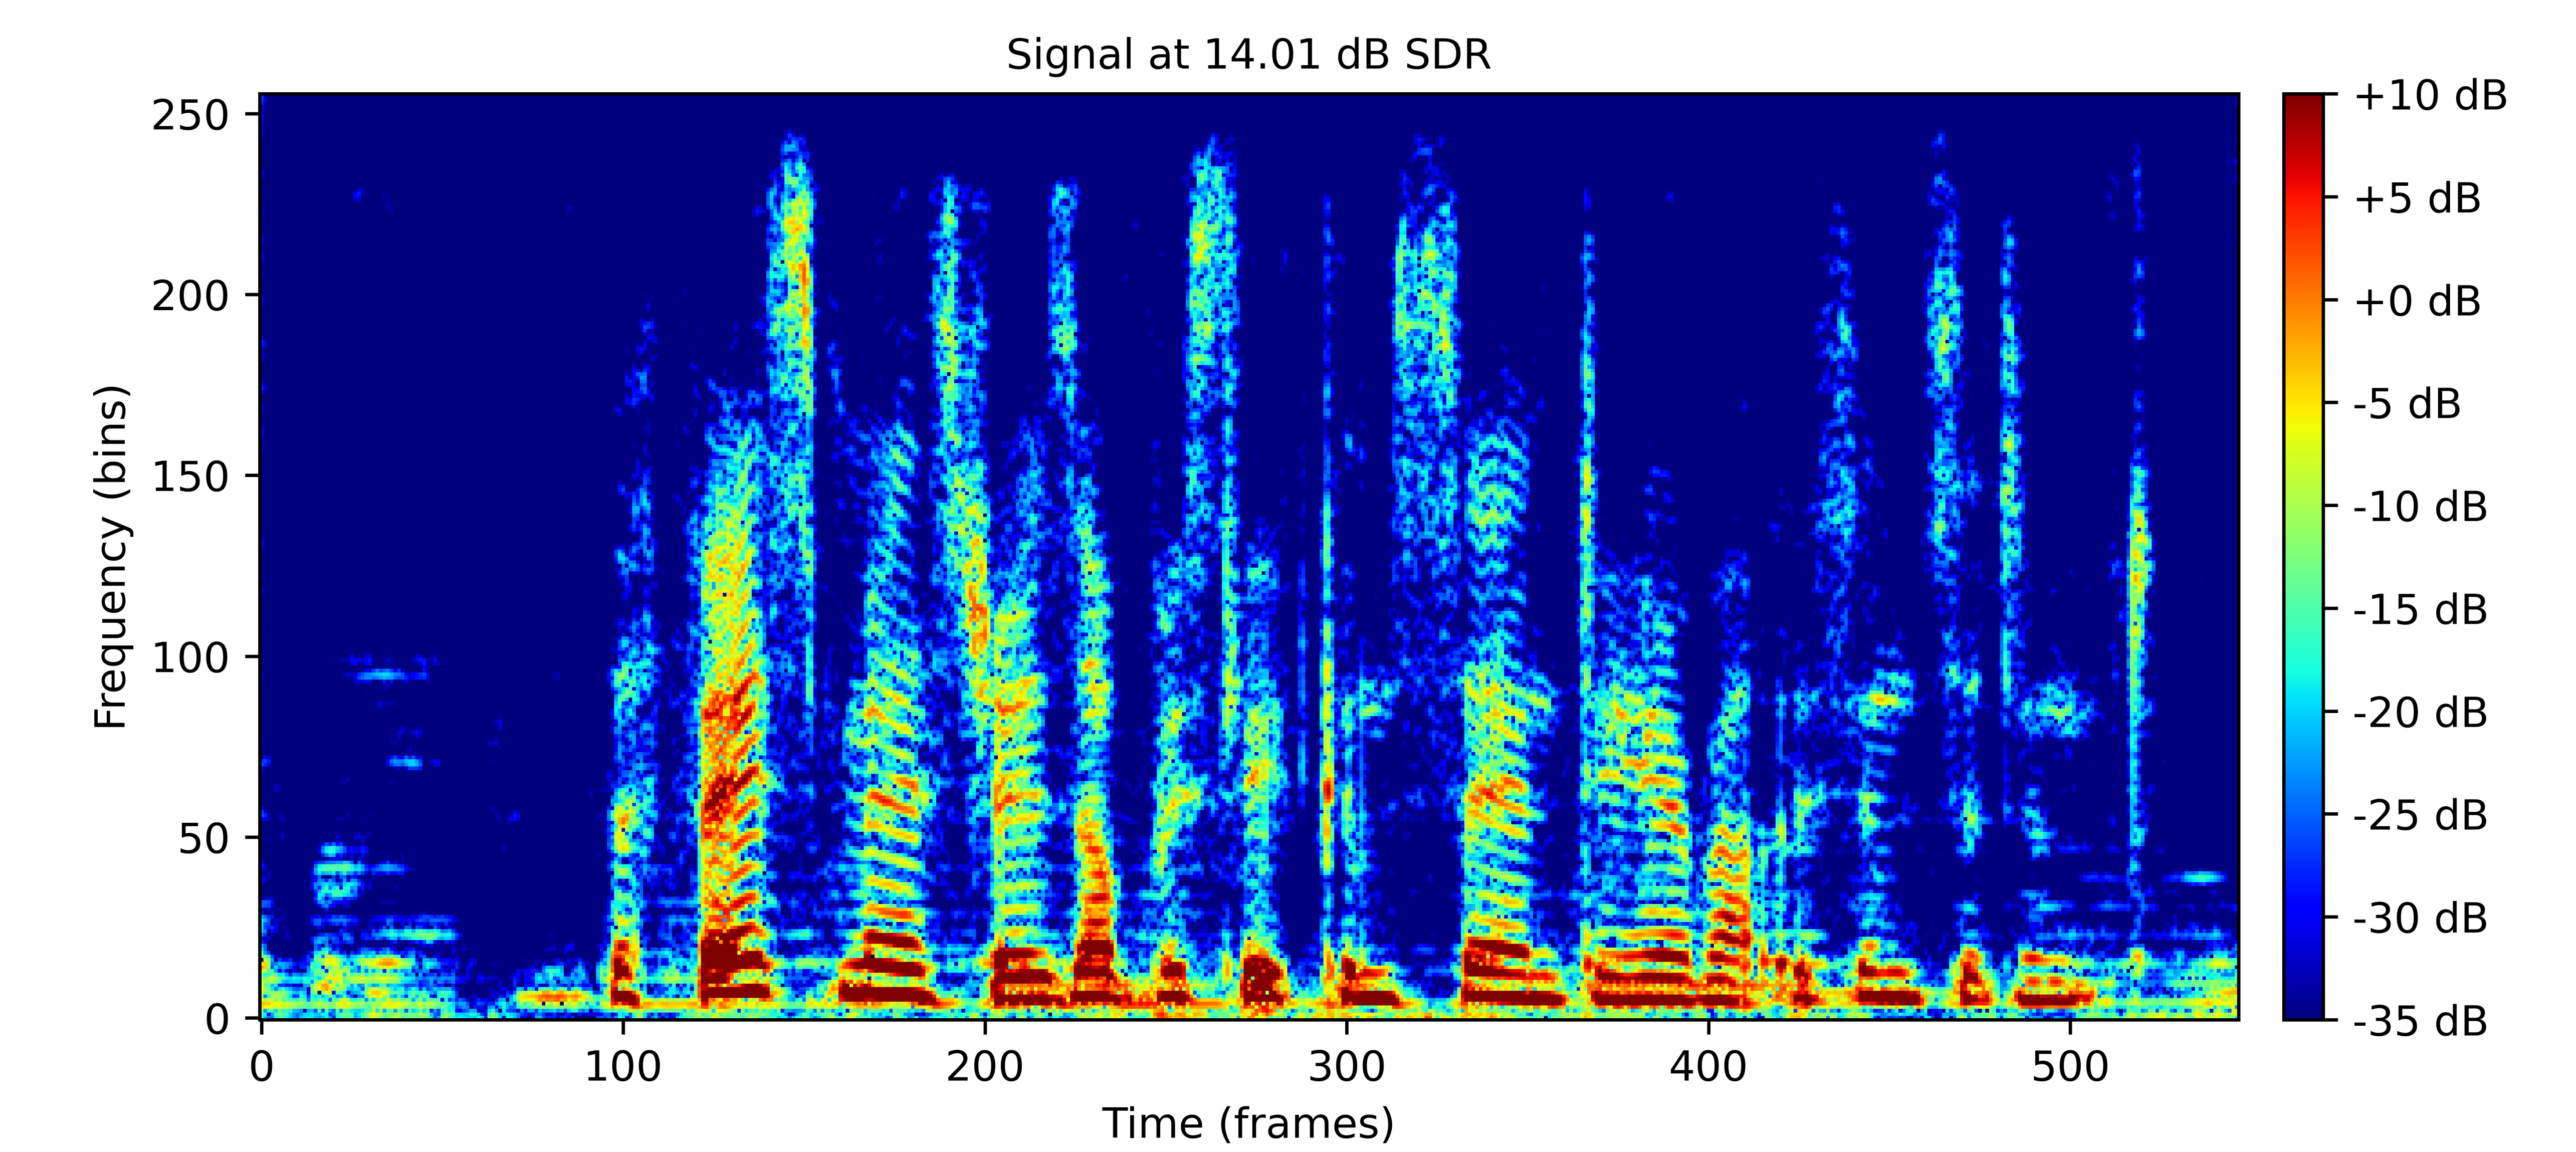 Signal at 14.01 dB SDR
Frequency (bins)
250
200
150
100
50
0
0 100 200 300 400 500
Time (frames)
+10 dB
+5 dB
+0 dB
-5 dB
-10 dB
-15 dB
-20 dB
-25 dB
-30 dB
-35 dB